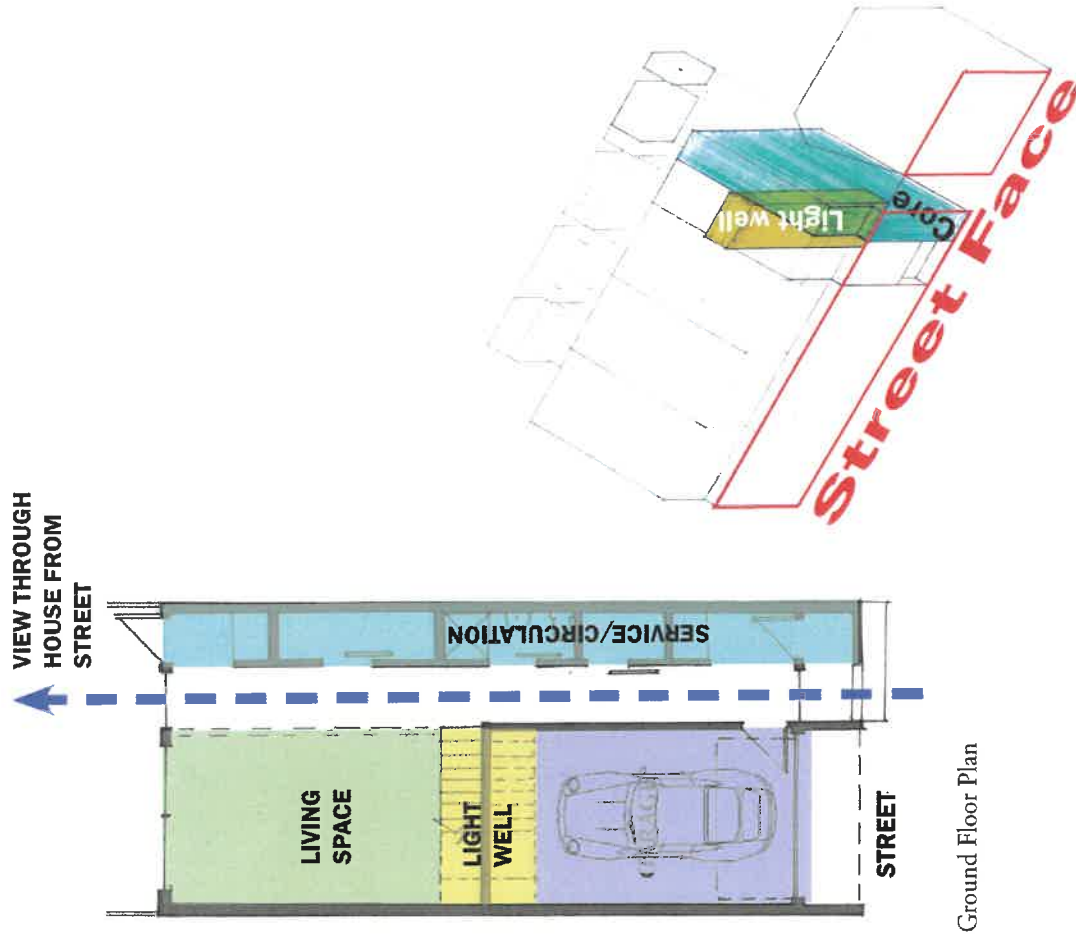 VIEW THROUGH
HOUSE FROM
STREET
SERVICE/CIRCULATION
LIVING
SPACE
LIGHT
WELL
STREET
Ground Floor Plan
Light well
Core
Street Face